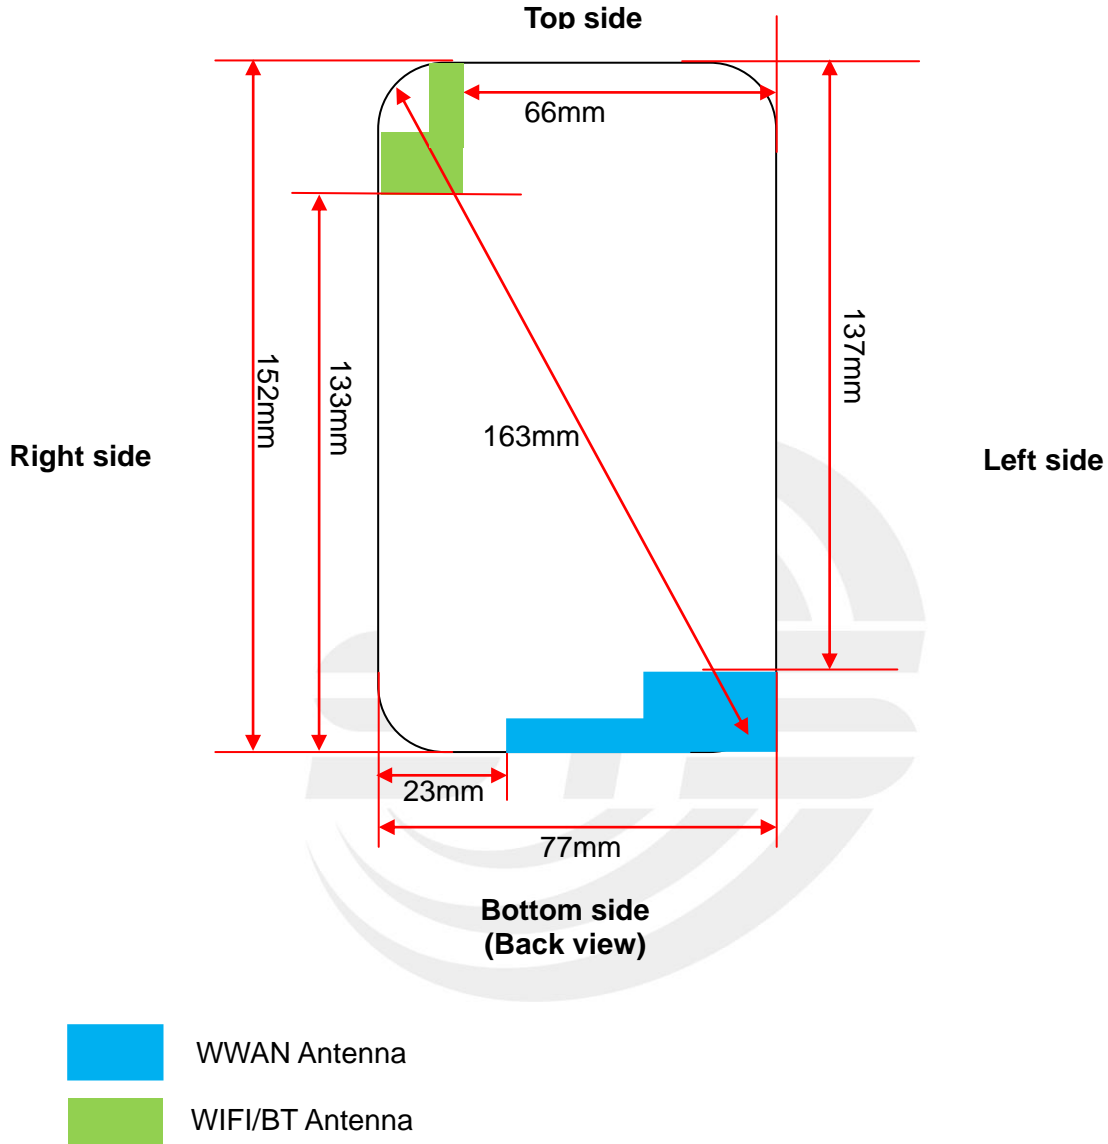 Top side
66mm
137mm
152mm
133mm
163mm
Right side
Left side
23mm
77mm
Bottom side
(Back view)
WWAN Antenna
WIFI/BT Antenna